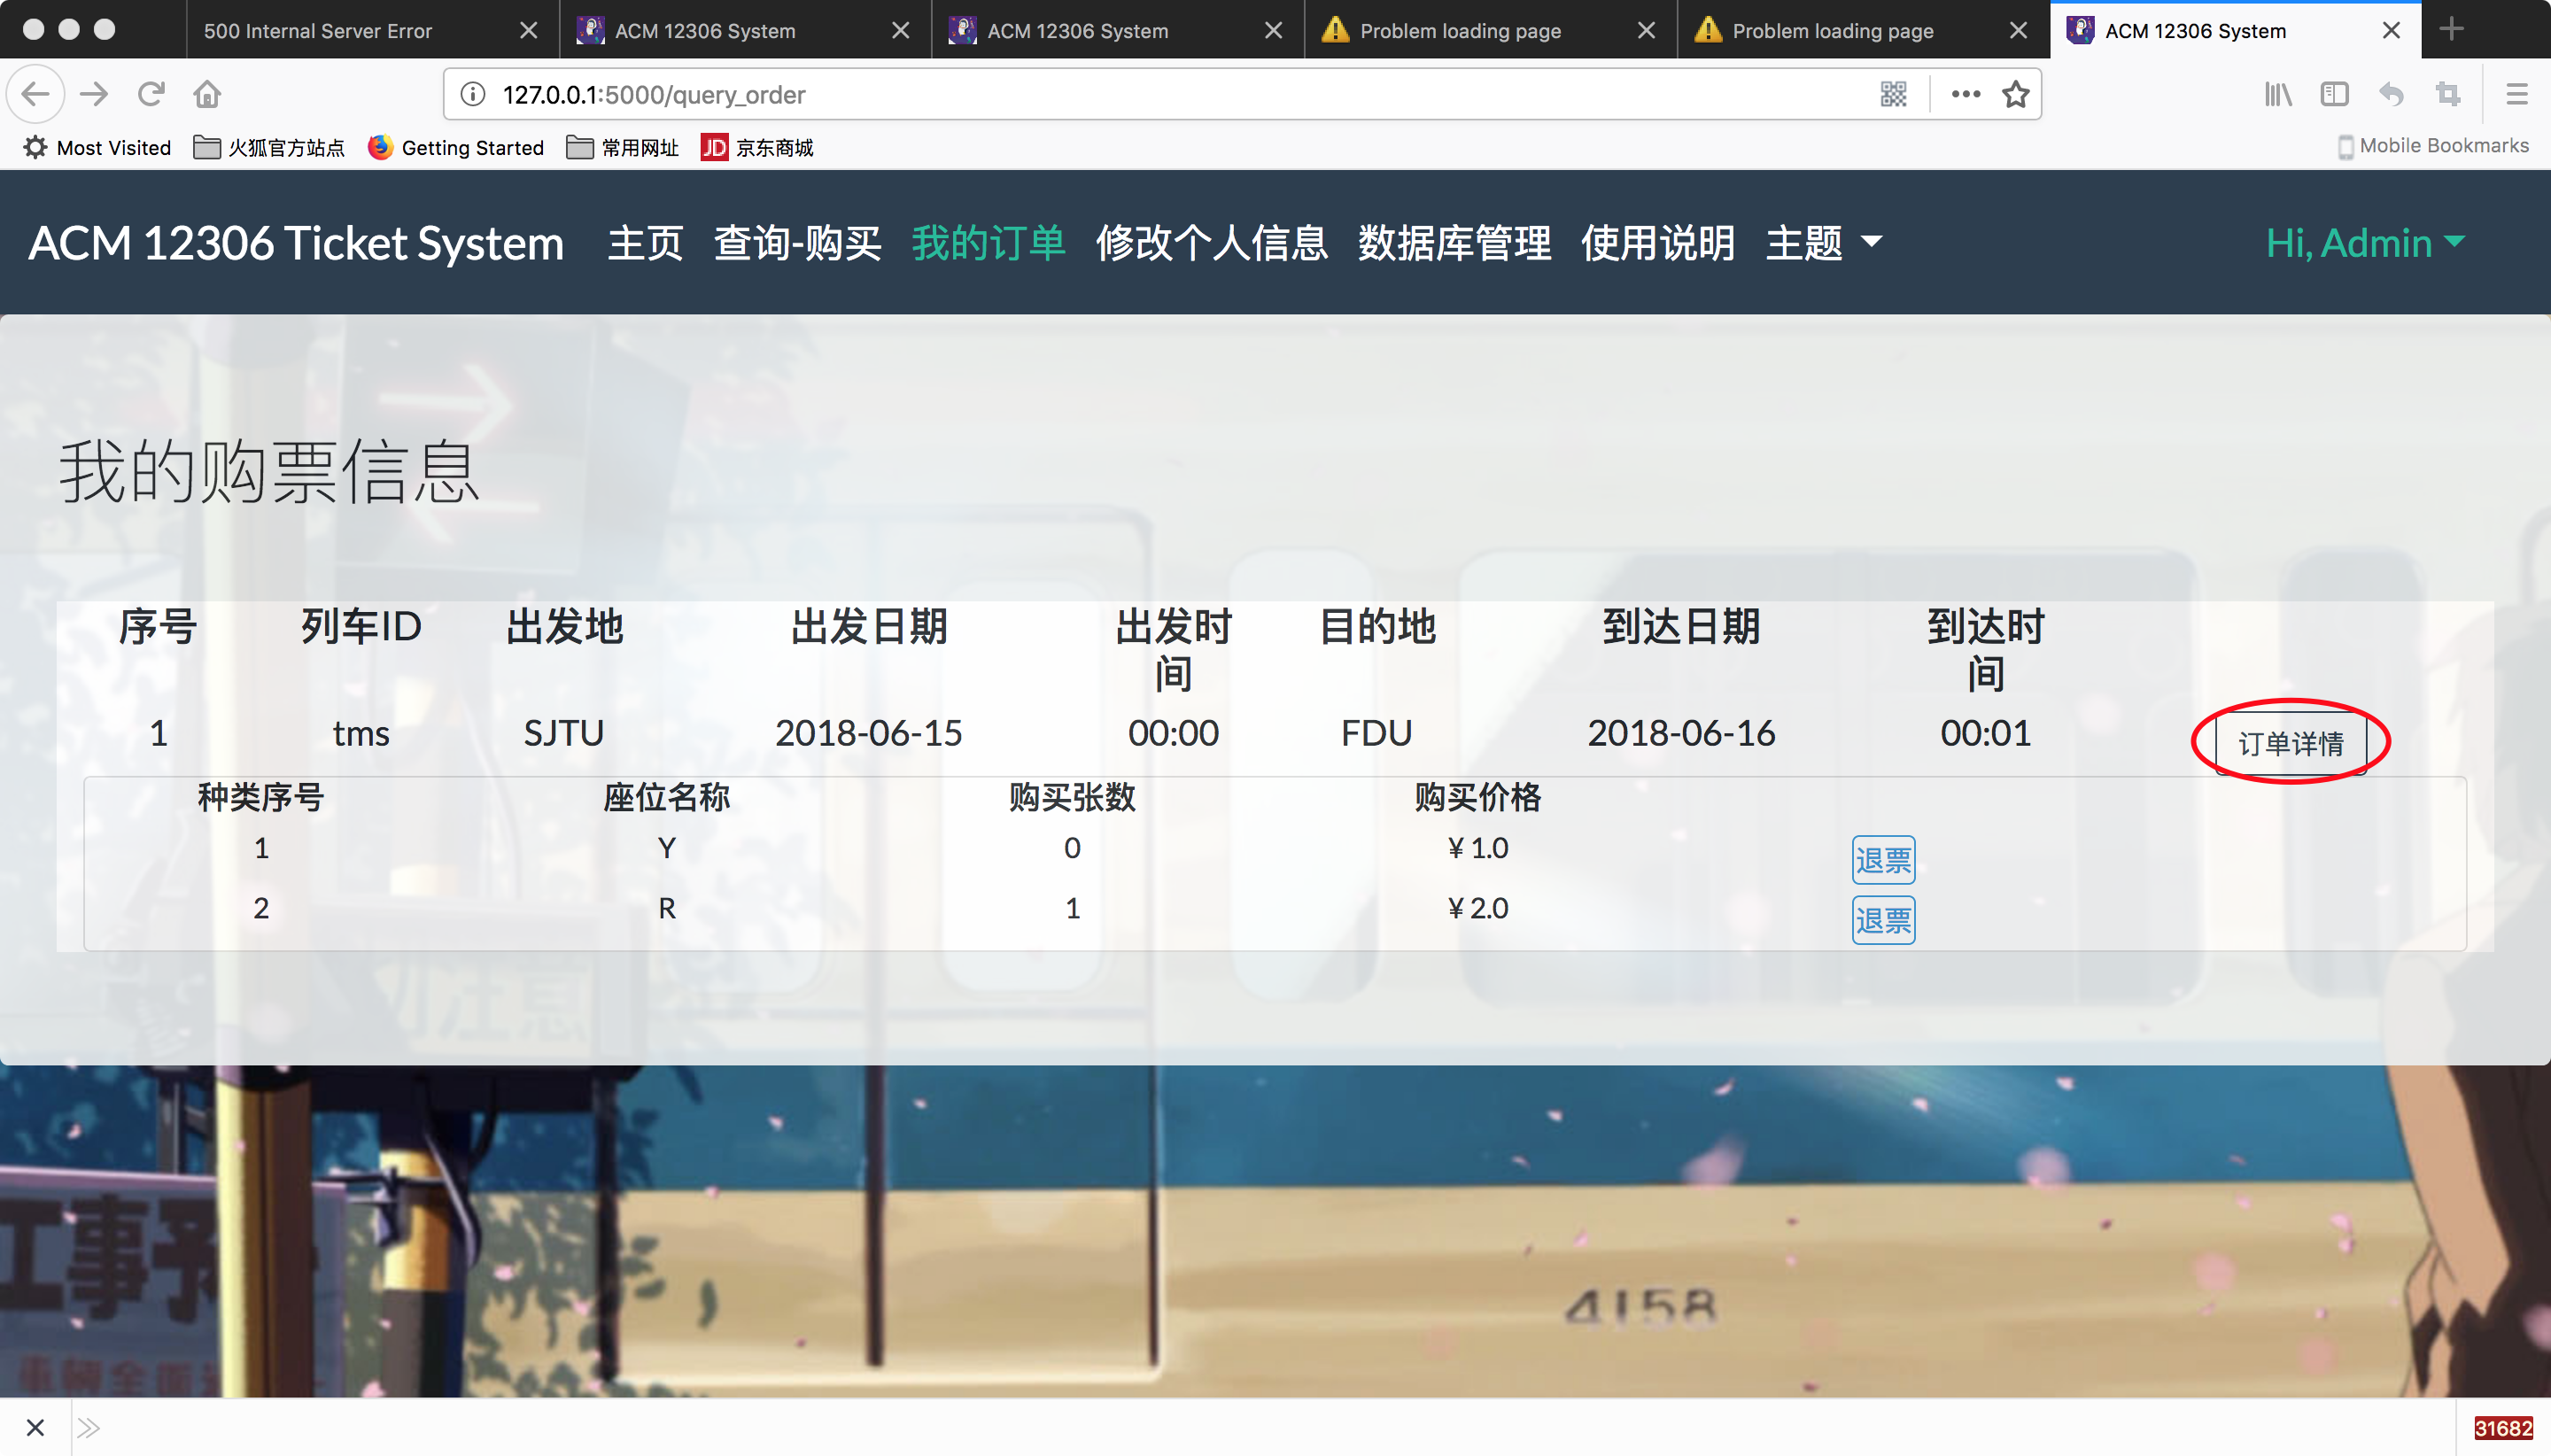 500 Internal Server Error
ACM 12306 System
ACM 12306 System
Problem loading page
Problem loading page
ACM 12306 System
127.0.0.1:5000/query_order
Most Visited 火狐官方站点 Getting Started 常用网址 JD 京东商城 Mobile Bookmarks
ACM 12306 Ticket System 主页 查询-购买 我的订单 修改个人信息 数据库管理 使用说明 主题 Hi, Admin
我的购票信息
序号 列车ID 出发地 出发日期 出发时间 目的地 到达日期 到达时间
1 tms SJTU 2018-06-15 00:00 FDU 2018-06-16 00:01 订单详情
种类序号 座位名称 购买张数 购买价格
1 Y 0 ¥ 1.0 退票
2 R 1 ¥ 2.0 退票
注意
工事
4158
31682